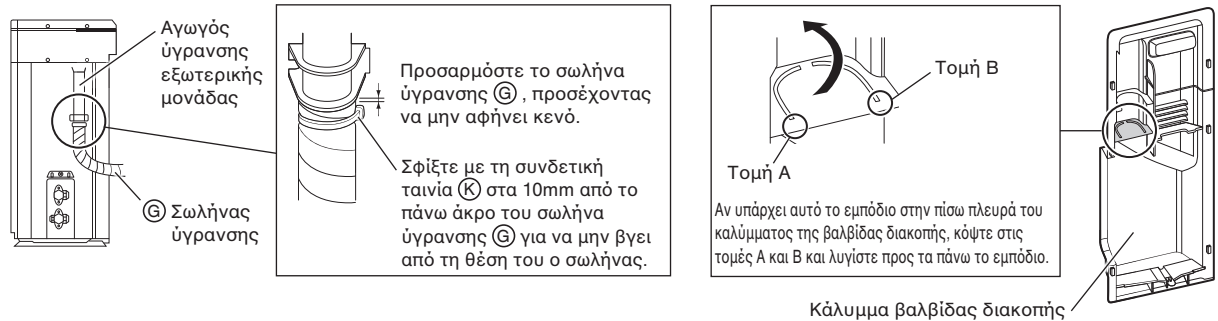 Αγωγός
ύγρανσης
εξωτερικής
μονάδας
Ⓖ Σωλήνας
ύγρανσης
Προσαρμόστε το σωλήνα
ύγρανσης Ⓖ , προσέχοντας
να μην αφήνει κενό.
Σφίξτε με τη συνδετική
ταινία Ⓚ στα 10mm από το
πάνω άκρο του σωλήνα
ύγρανσης Ⓖ για να μην βγει
από τη θέση του ο σωλήνας.
Τομή B
Τομή A
Αν υπάρχει αυτό το εμπόδιο στην πίσω πλευρά του
καλύμματος της βαλβίδας διακοπής, κόψτε στις
τομές A και B και λυγίστε προς τα πάνω το εμπόδιο.
Κάλυμμα βαλβίδας διακοπής